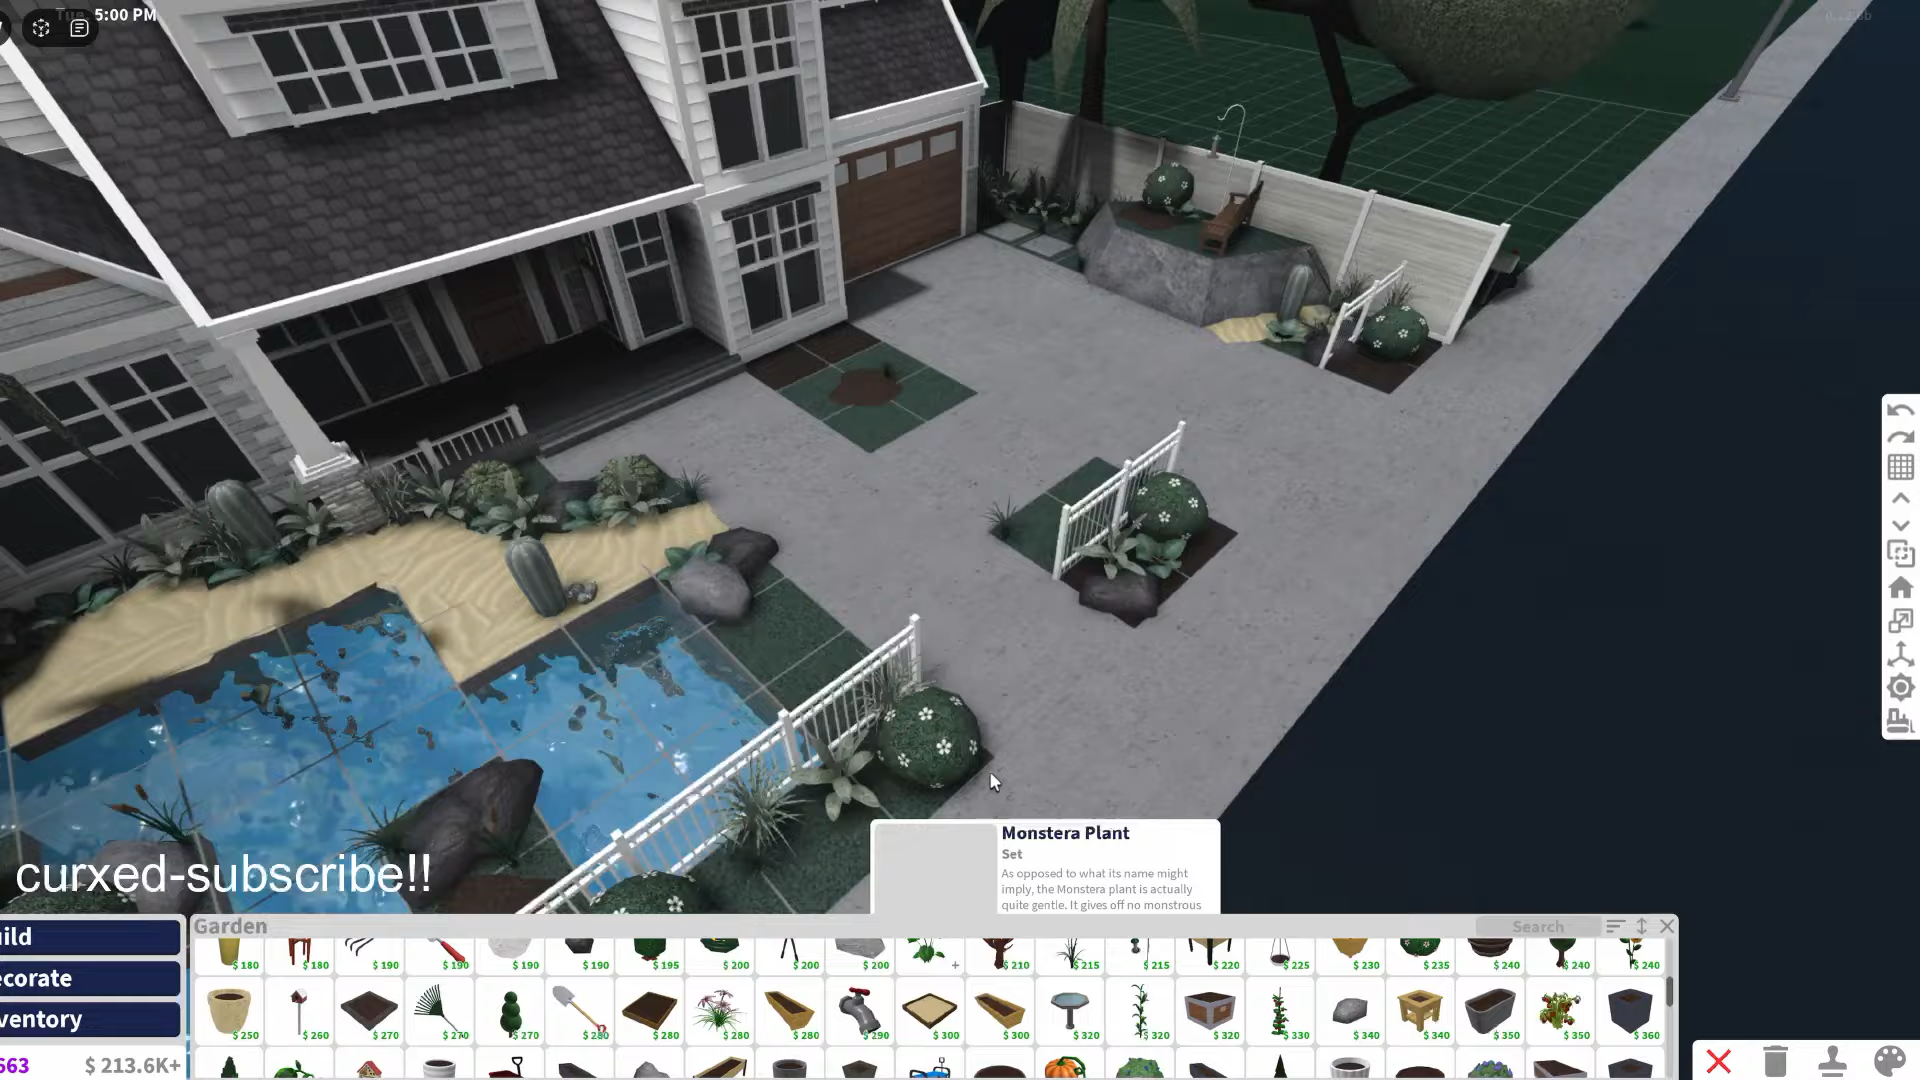 Tue 5:00 PM
curxed-subscribe!!
Monstera Plant
Set
As opposed to what its name might
imply, the Monstera plant is actually
quite gentle. It gives off no monstrous
ild
Garden
Search
ecorate
ventory
$ 180 $ 180 $ 190 $ 190 $ 190 $ 190 $ 195 $ 200 $ 200 $ 200 + $ 210 $ 215 $ 215 $ 220 $ 225 $ 230 $ 235 $ 240 $ 240 $ 240
$ 250 $ 260 $ 270 $ 270 $ 270 $ 280 $ 280 $ 280 $ 280 $ 290 $ 300 $ 300 $ 320 $ 320 $ 320 $ 330 $ 340 $ 340 $ 350 $ 350 $ 360
563 $ 213.6K+